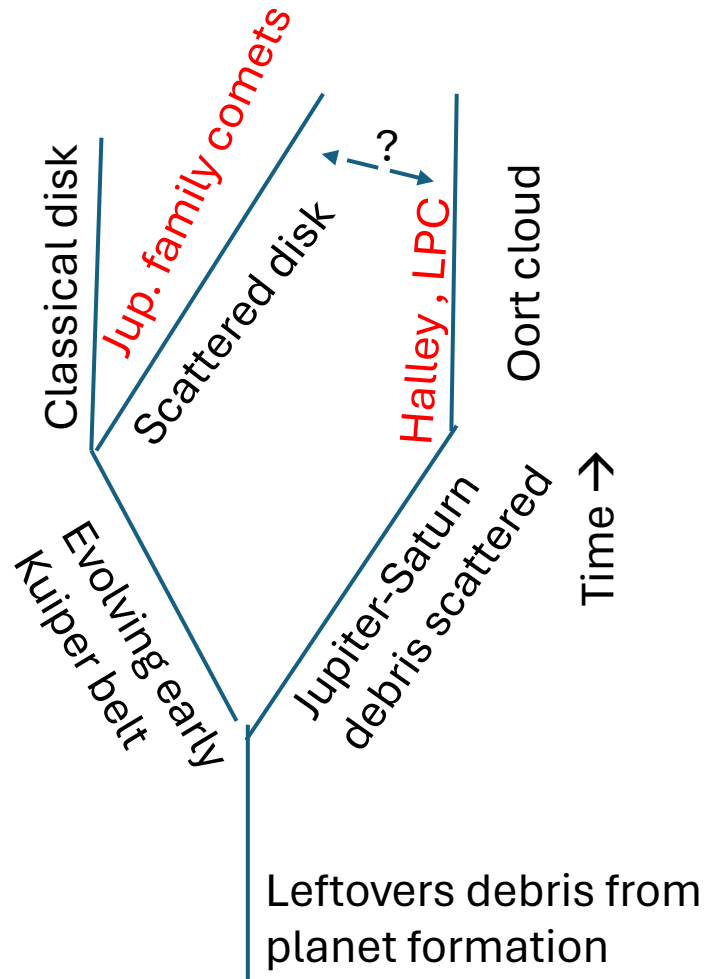 Classical disk
Jup. family comets
Scattered disk
?
Halley , LPC
Oort cloud
Evolving early
Kuiper belt
Jupiter-Saturn
debris scattered
Time →
Leftovers debris from
planet formation